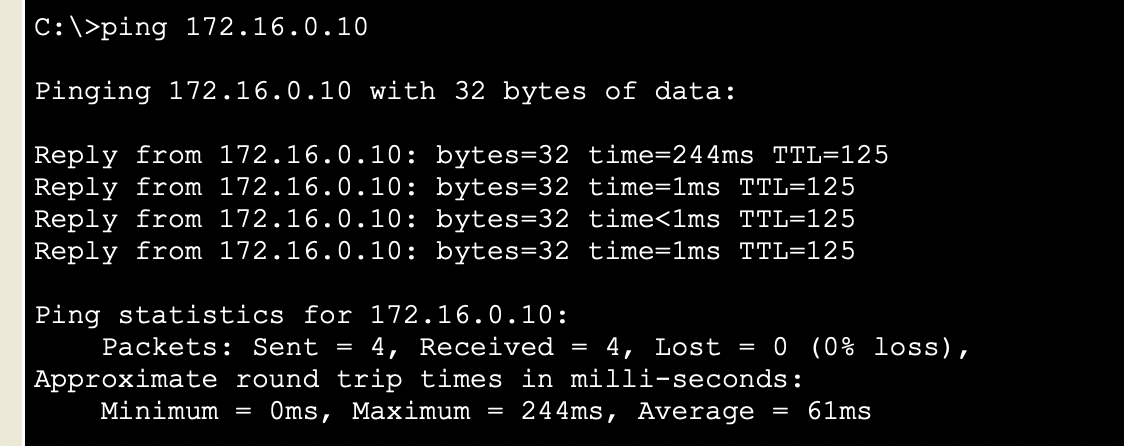 C:\>ping 172.16.0.10
Pinging 172.16.0.10 with 32 bytes of data:
Reply from 172.16.0.10: bytes=32 time=244ms TTL=125
Reply from 172.16.0.10: bytes=32 time=1ms TTL=125
Reply from 172.16.0.10: bytes=32 time<1ms TTL=125
Reply from 172.16.0.10: bytes=32 time=1ms TTL=125
Ping statistics for 172.16.0.10:
Packets: Sent = 4, Received = 4, Lost = 0 (0% loss),
Approximate round trip times in milli-seconds:
Minimum = 0ms, Maximum = 244ms, Average = 61ms